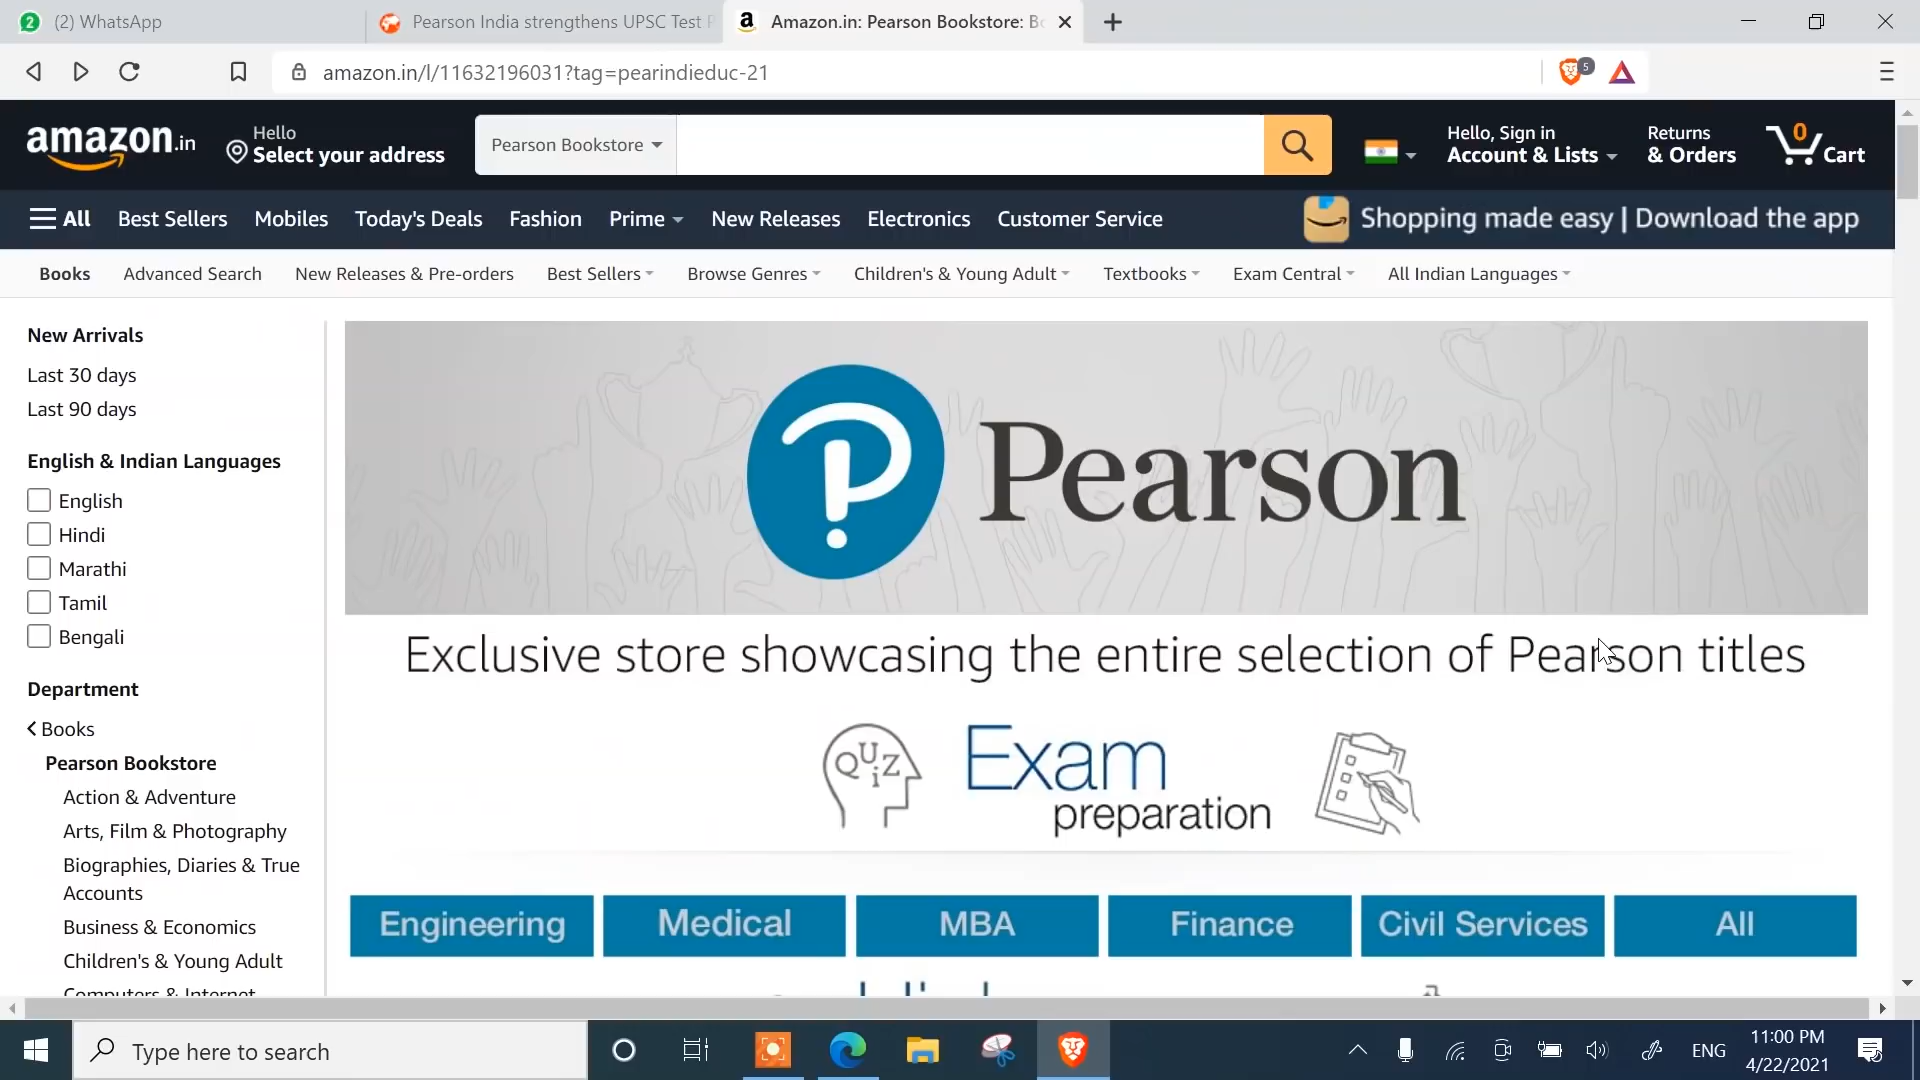 2
(2) WhatsApp
Pearson India strengthens UPSC Test P
a
Amazon.in: Pearson Bookstore: Bo
amazon.in/l/11632196031?tag=pearindieduc-21
5
amazon.in
Hello
Select your address
Pearson Bookstore
Hello, Sign in
Account & Lists
Returns
& Orders
0
Cart
All
Best Sellers
Mobiles
Today's Deals
Fashion
Prime
New Releases
Electronics
Customer Service
Shopping made easy | Download the app
Books
Advanced Search
New Releases & Pre-orders
Best Sellers
Browse Genres
Children's & Young Adult
Textbooks
Exam Central
All Indian Languages
New Arrivals
Last 30 days
Last 90 days
English & Indian Languages
English
Hindi
Marathi
Tamil
Bengali
Department
Books
Pearson Bookstore
Action & Adventure
Arts, Film & Photography
Biographies, Diaries & True
Accounts
Business & Economics
Children's & Young Adult
Computers & Internet
P Pearson
Exclusive store showcasing the entire selection of Pearson titles
QUiZ
Exam
preparation
Engineering
Medical
MBA
Finance
Civil Services
All
Type here to search
ENG
11:00 PM
4/22/2021